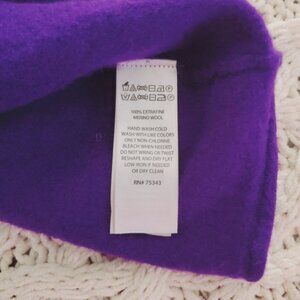 100% EXTRAFINE
MERINO WOOL
HAND WASH COLD
WASH WITH LIKE COLORS
ONLY NON-CHLORINE
BLEACH WHEN NEEDED
DO NOT WRING OR TWIST
RESHAPE AND DRY FLAT
LOW IRON IF NEEDED
OR DRY CLEAN
RN# 75343